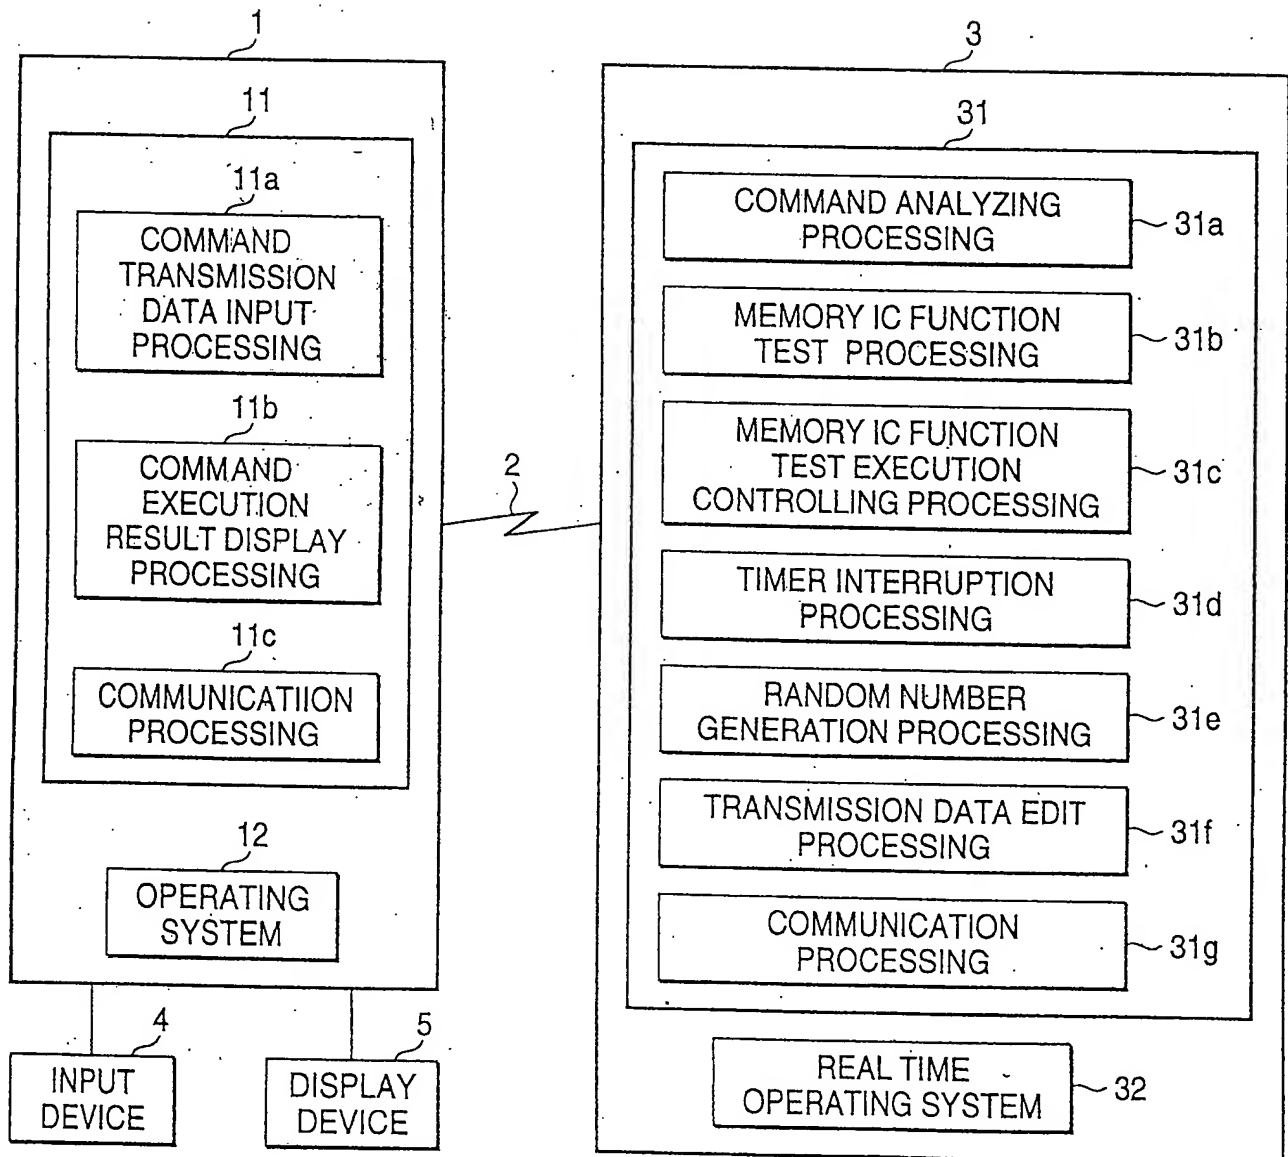 1
11
11a
COMMAND
TRANSMISSION
DATA INPUT
PROCESSING
11b
COMMAND
EXECUTION
RESULT DISPLAY
PROCESSING
11c
COMMUNICATIION
PROCESSING
12
OPERATING
SYSTEM
4
INPUT
DEVICE
5
DISPLAY
DEVICE
2
3
31
COMMAND ANALYZING
PROCESSING
31a
MEMORY IC FUNCTION
TEST PROCESSING
31b
MEMORY IC FUNCTION
TEST EXECUTION
CONTROLLING PROCESSING
31c
TIMER INTERRUPTION
PROCESSING
31d
RANDOM NUMBER
GENERATION PROCESSING
31e
TRANSMISSION DATA EDIT
PROCESSING
31f
COMMUNICATION
PROCESSING
31g
REAL TIME
OPERATING SYSTEM
32